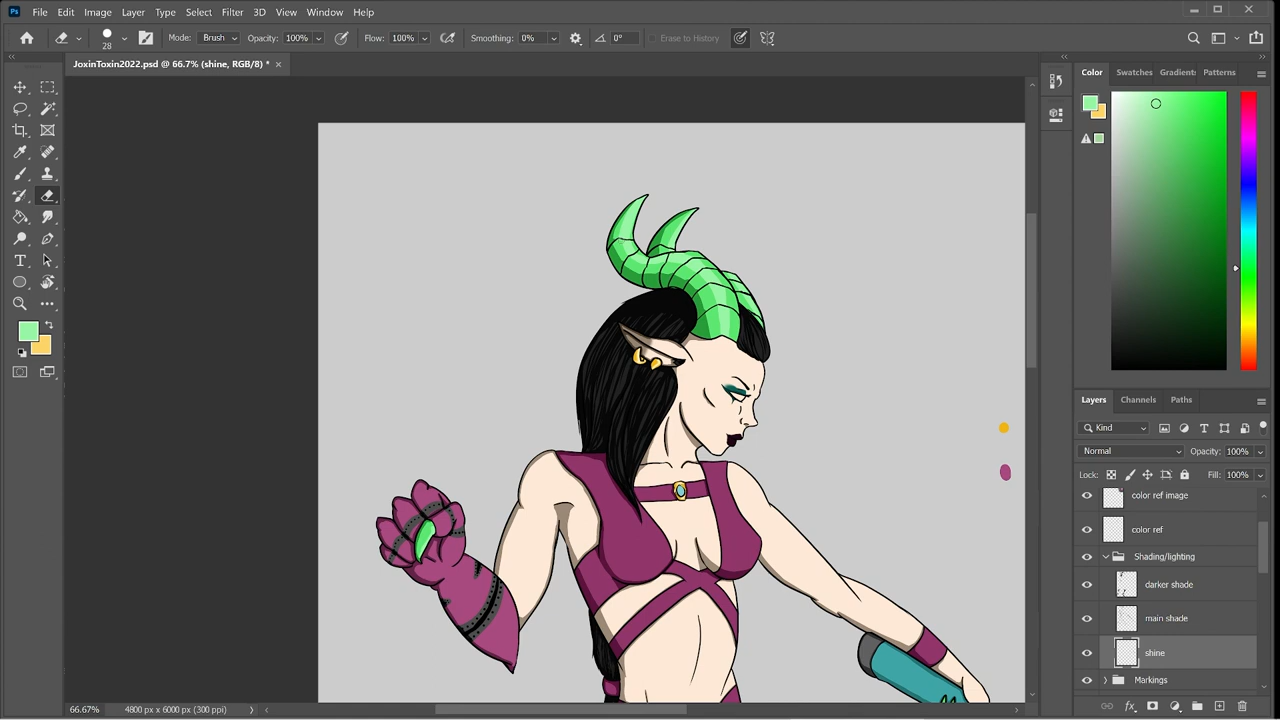 Ps File Edit Image Layer Type Select Filter 3D View Window Help
28 Mode: Brush Opacity: 100% Flow: 100% Smoothing: 0% 0° Erase to History
JoxinToxin2022.psd @ 66.7% (shine, RGB/8) *
Color Swatches Gradient Patterns
Layers Channels Paths
Kind
Normal Opacity: 100%
Lock: Fill: 100%
color ref image
color ref
Shading/lighting
darker shade
main shade
shine
Markings
66.67% 4800 px x 6000 px (300 ppi)